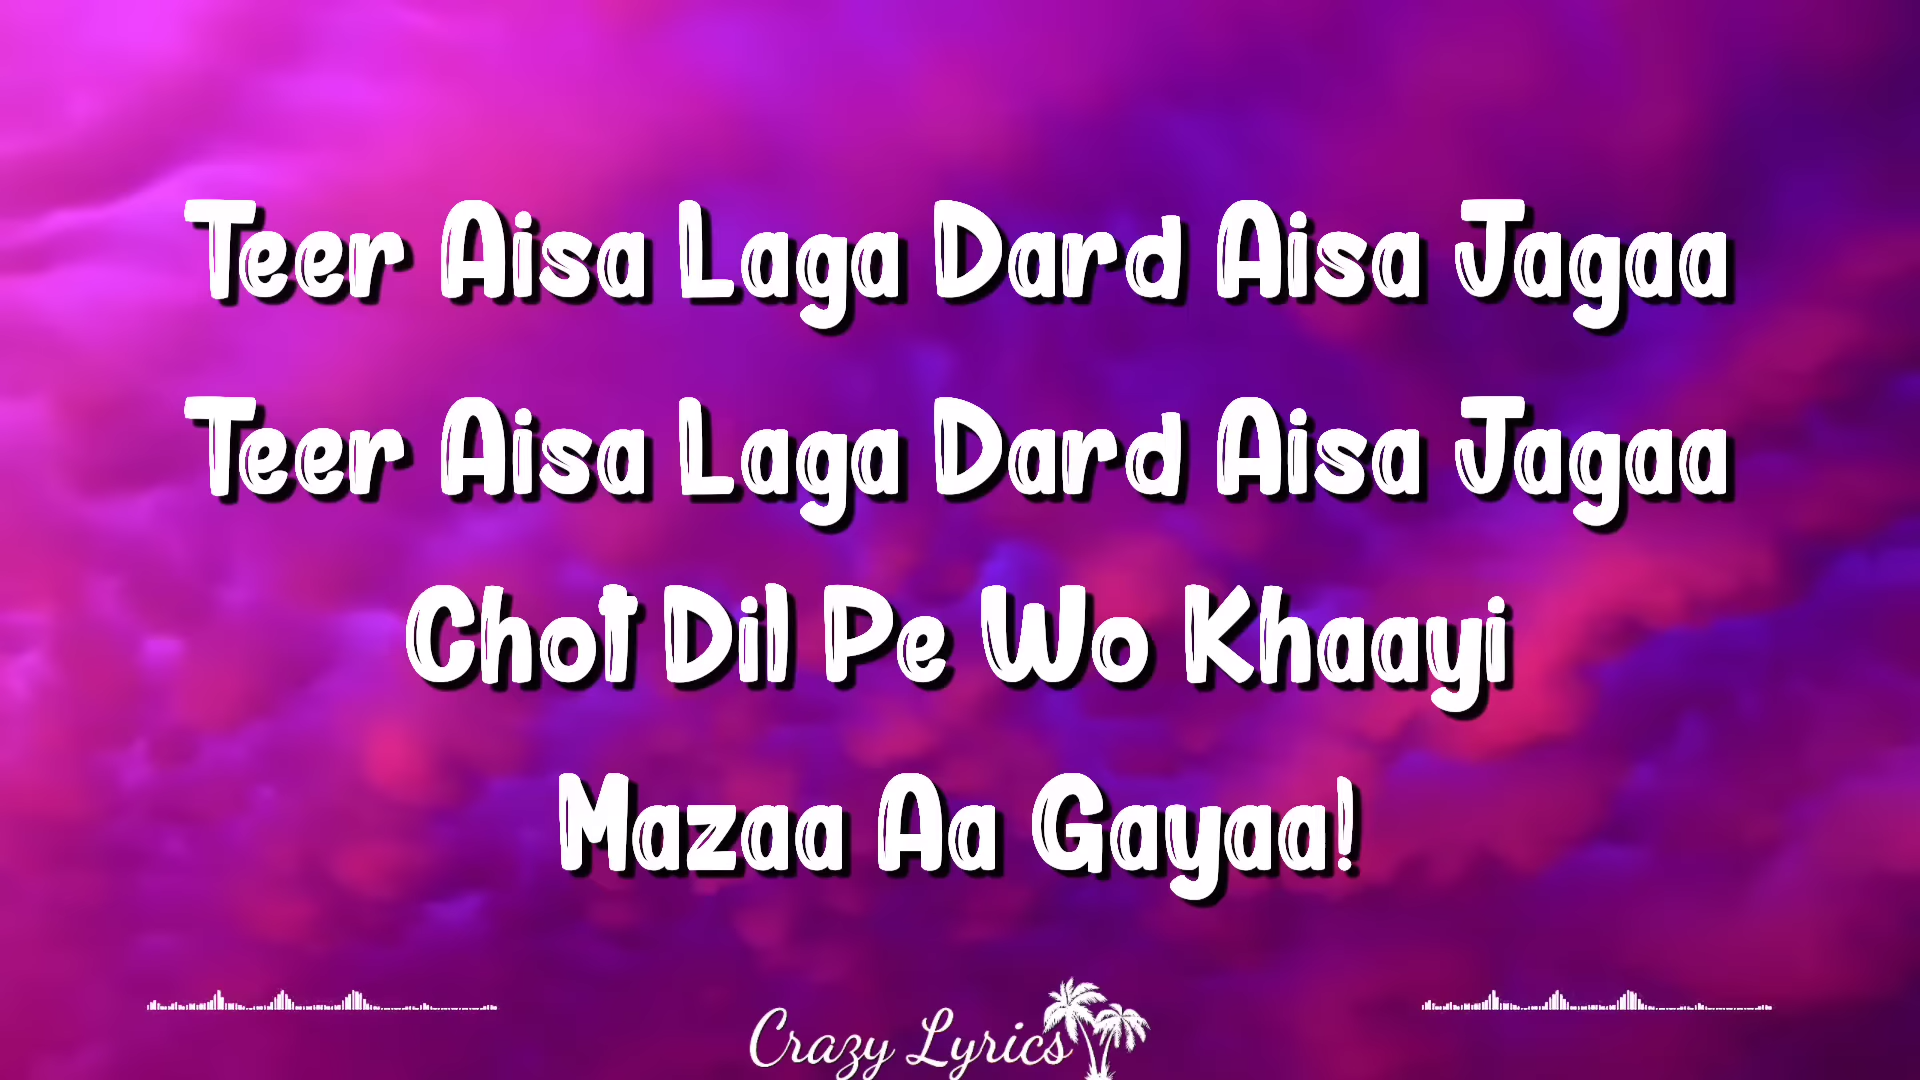 Teer Aisa Laga Dard Aisa Jagaa
Teer Aisa Laga Dard Aisa Jagaa
Chot Dil Pe Wo Khaayi
Mazaa Aa Gayaa!
Crazy Lyrics